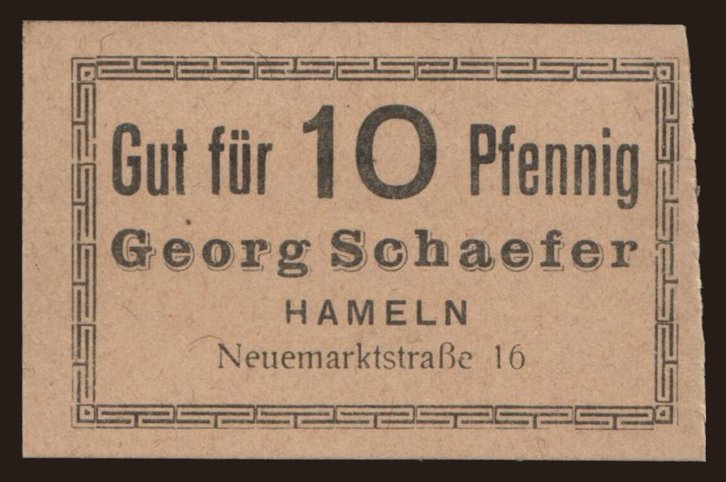 Gut für 10 Pfennig
Georg Schaefer
HAMELN
Neuemarktstraße 16